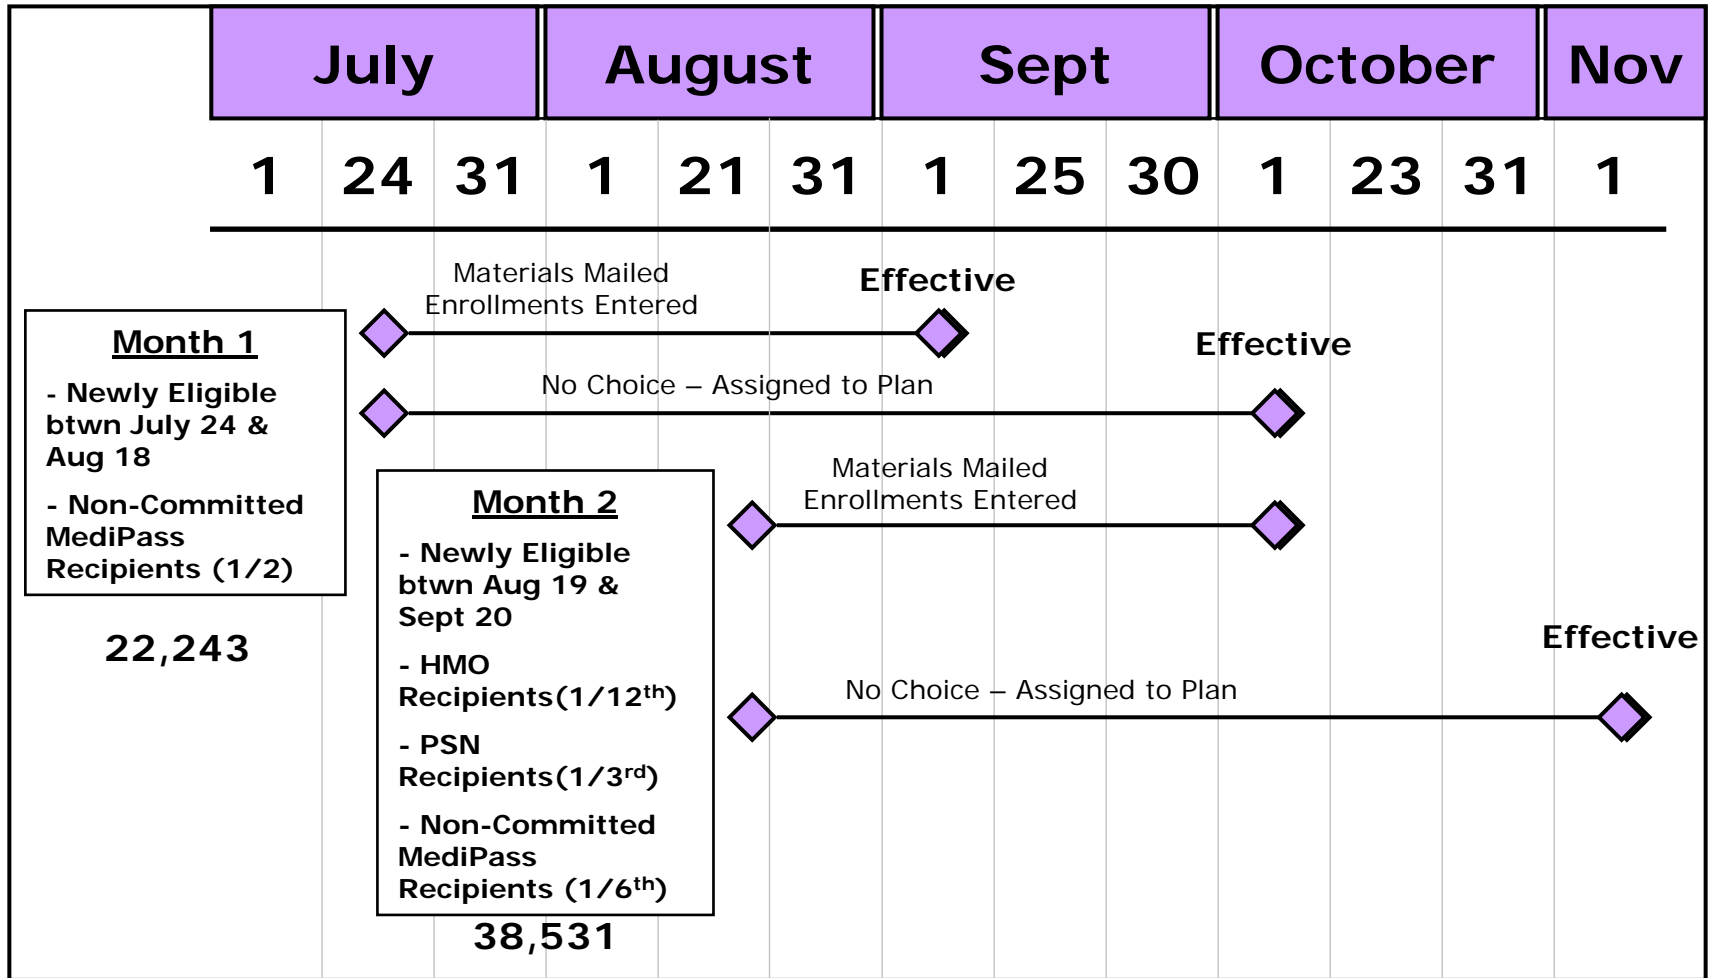 July August Sept October Nov
1 24 31 1 21 31 1 25 30 1 23 31 1
Materials Mailed
Enrollments Entered
Effective
Effective
No Choice – Assigned to Plan
Month 1
- Newly Eligible
btwn July 24 &
Aug 18
- Non-Committed
MediPass
Recipients (1/2)
22,243
Materials Mailed
Enrollments Entered
Month 2
- Newly Eligible
btwn Aug 19 &
Sept 20
- HMO
Recipients(1/12th)
- PSN
Recipients(1/3rd)
- Non-Committed
MediPass
Recipients (1/6th)
38,531
Effective
No Choice – Assigned to Plan